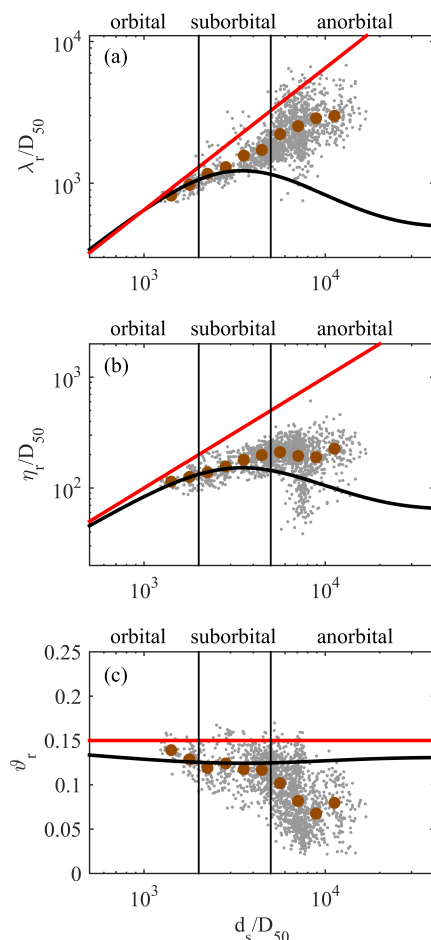 orbital suborbital anorbital
10^4
(a)
λ_r/D_50
10^3
10^3 10^4
orbital suborbital anorbital
(b)
10^3
η_r/D_50
10^2
10^3 10^4
orbital suborbital anorbital
0.25
(c)
0.2
0.15
ϑ_r
0.1
0.05
0
10^3 10^4
d_s/D_50